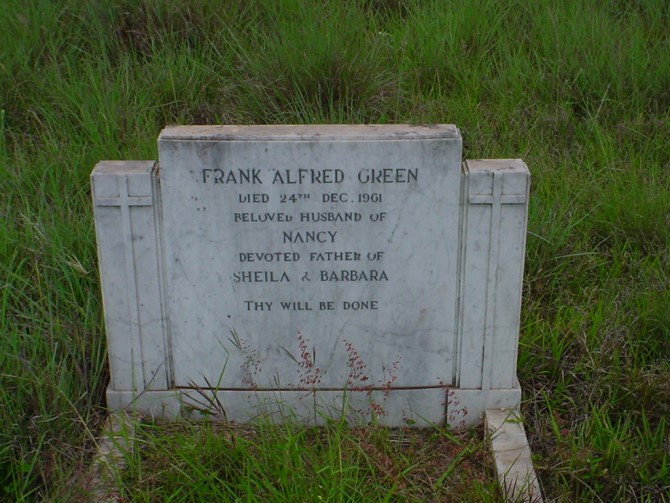 FRANK ALFRED GREEN
DIED 24TH DEC. 1961
BELOVED HUSBAND OF
NANCY
DEVOTED FATHER OF
SHEILA & BARBARA
THY WILL BE DONE